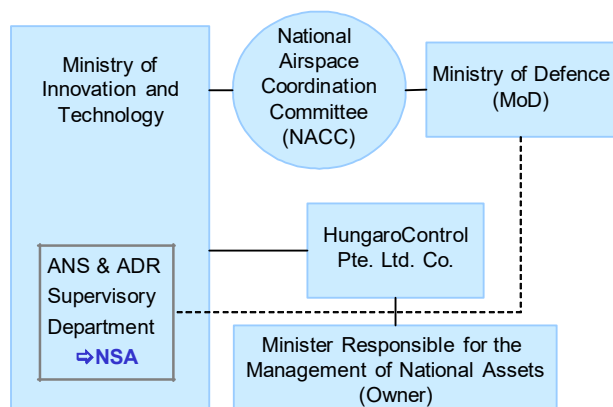 Ministry of
Innovation and
Technology
National
Airspace
Coordination
Committee
(NACC)
Ministry of Defence
(MoD)
HungaroControl
Pte. Ltd. Co.
ANS & ADR
Supervisory
Department
⇨NSA
Minister Responsible for the
Management of National Assets
(Owner)